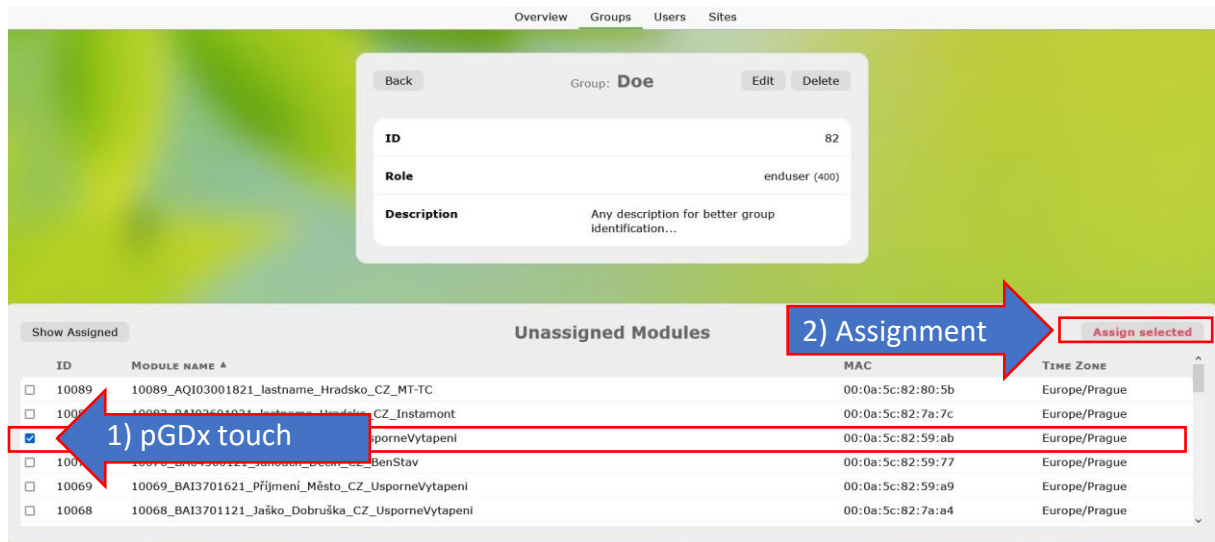 Overview Groups Users Sites
Back Group: Doe Edit Delete
ID 82
Role enduser (400)
Description Any description for better group
identification...
Show Assigned Unassigned Modules 2) Assignment Assign selected
ID MODULE NAME ▲ MAC TIME ZONE
10089 10089_AQI03001821_lastname_Hradsko_CZ_MT-TC 00:0a:5c:82:80:5b Europe/Prague
CZ_Instamont 00:0a:5c:82:7a:7c Europe/Prague
1) pGDx touch sporneVytapeni 00:0a:5c:82:59:ab Europe/Prague
BenStav 00:0a:5c:82:59:77 Europe/Prague
10069 10069_BAI3701621_Příjmení_Město_CZ_UsporneVytapeni 00:0a:5c:82:59:a9 Europe/Prague
10068 10068_BAI3701121_Jaško_Dobruška_CZ_UsporneVytapeni 00:0a:5c:82:7a:a4 Europe/Prague